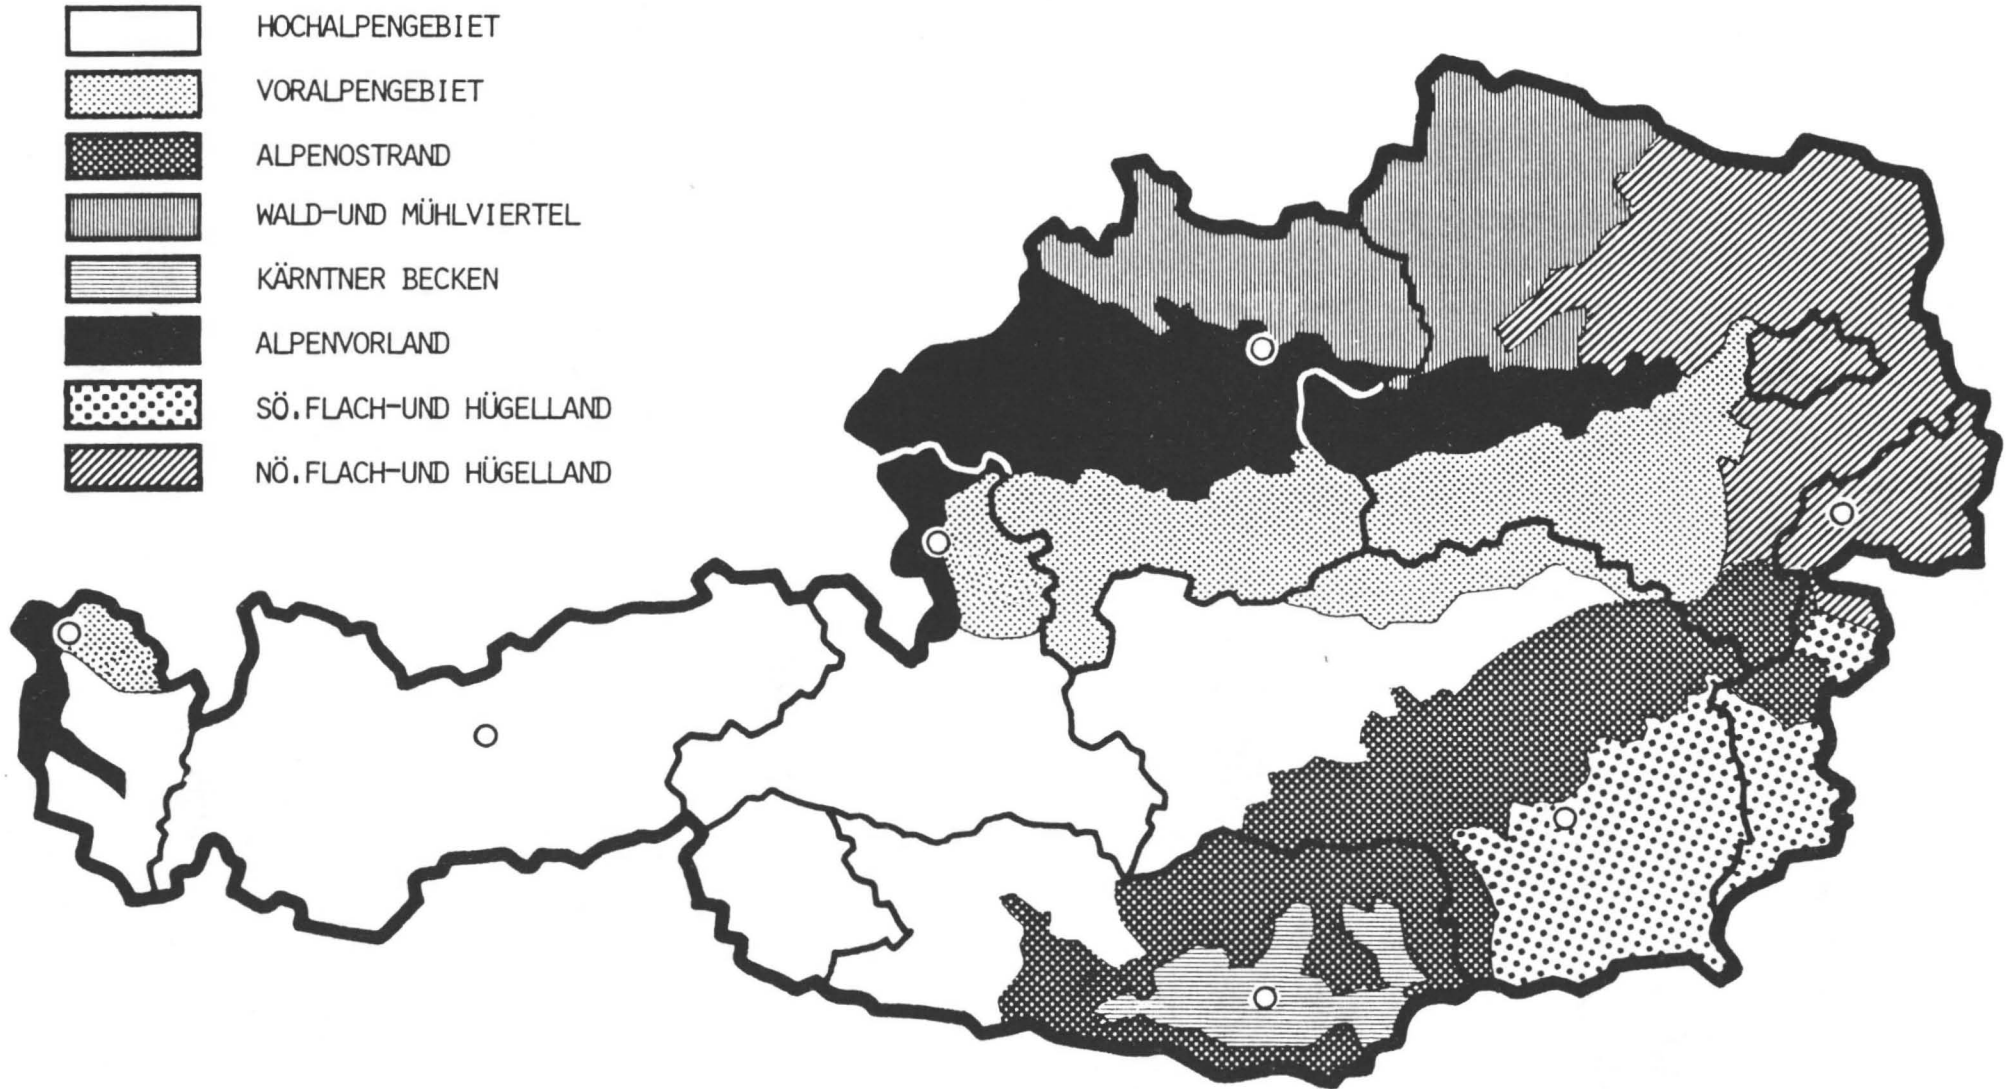 HOCHALPENGEBIET
VORALPENGEBIET
ALPENOSTRAND
WALD-UND MÜHLVIERTEL
KÄRNTNER BECKEN
ALPENVORLAND
SÖ.FLACH-UND HÜGELLAND
NÖ.FLACH-UND HÜGELLAND